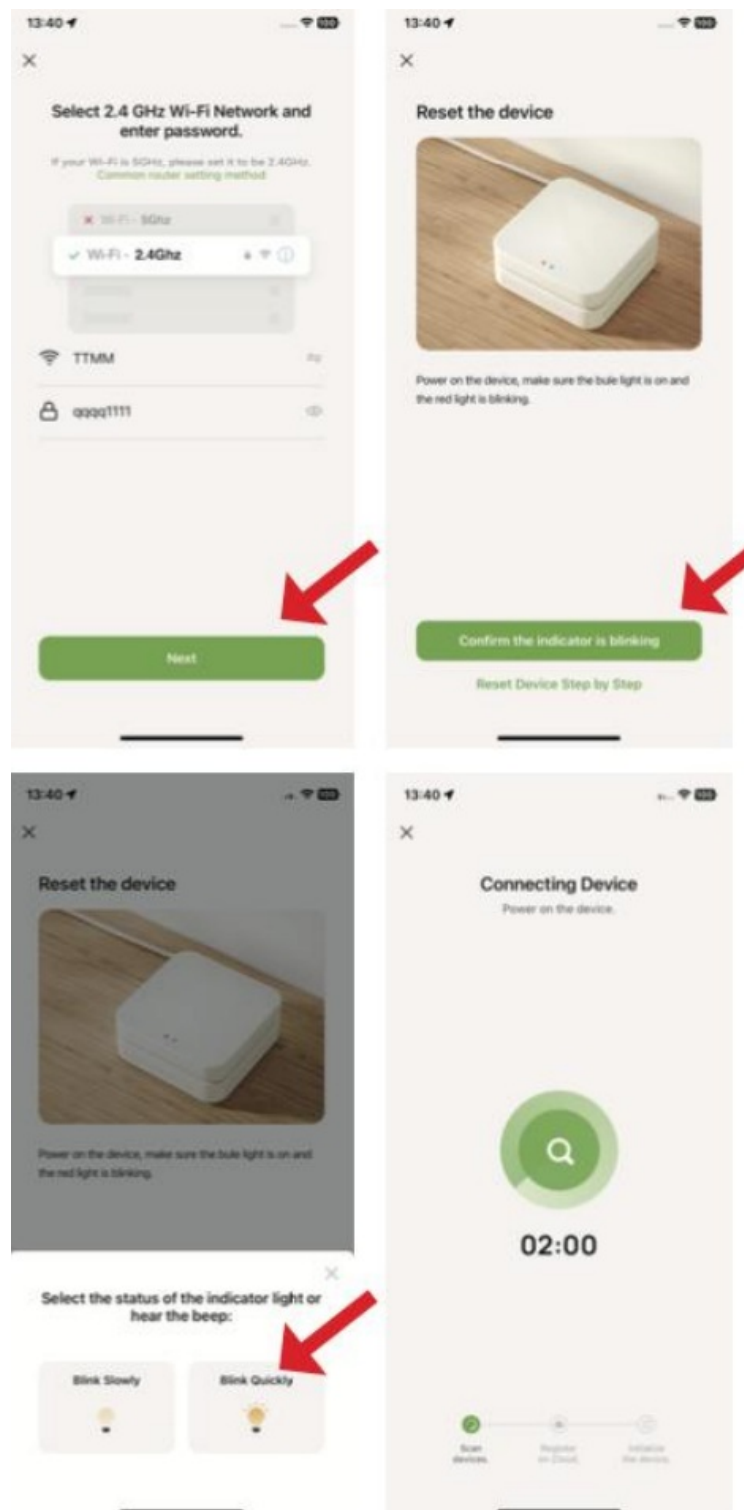 13:40
100
Select 2.4 GHz Wi-Fi Network and
enter password.
If your Wi-Fi is 5GHz, please set it to be 2.4GHz.
Common router setting method
Wi-Fi - 5Ghz
Wi-Fi - 2.4Ghz
TTMM
qqqq1111
Next
13:40
100
Reset the device
Power on the device, make sure the bule light is on and
the red light is blinking.
Confirm the indicator is blinking
Reset Device Step by Step
13:40
100
Reset the device
Power on the device, make sure the bule light is on and
the red light is blinking.
Select the status of the indicator light or
hear the beep:
Blink Slowly
Blink Quickly
13:40
100
Connecting Device
Power on the device.
02:00
Scan
devices.
Register
on Cloud.
Initialize
the device.